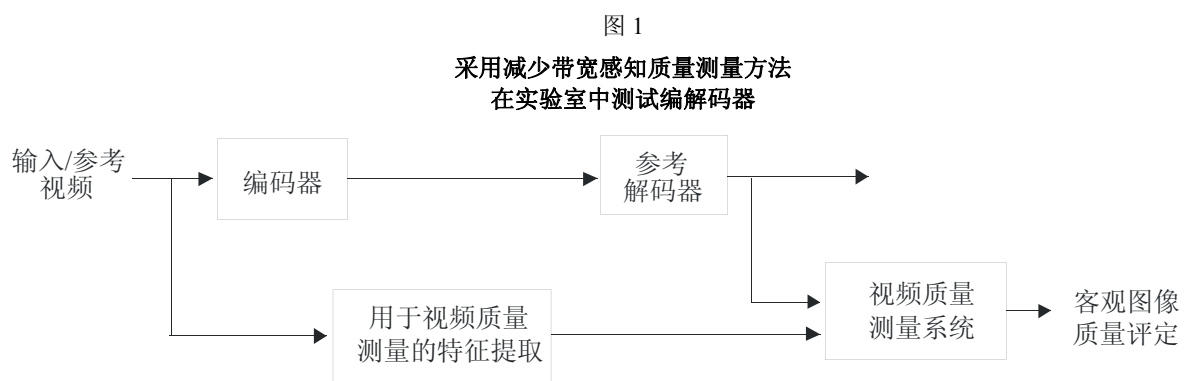 图 1
采用减少带宽感知质量测量方法
在实验室中测试编解码器
输入/参考
视频
编码器
参考
解码器
用于视频质量
测量的特征提取
视频质量
测量系统
客观图像
质量评定